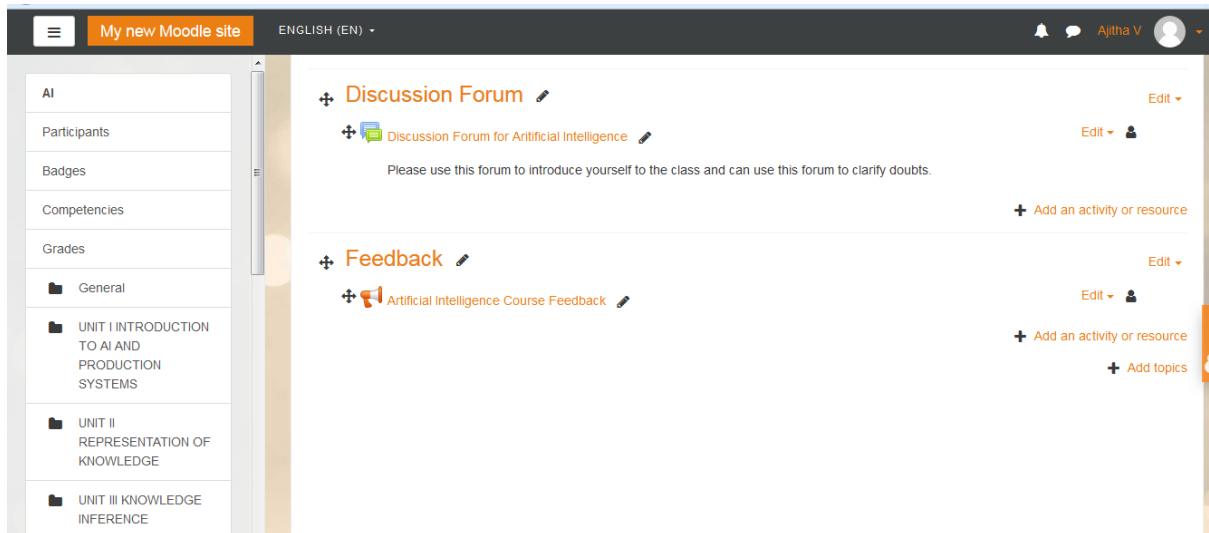 My new Moodle site
ENGLISH (EN)
Ajitha V
AI
Participants
Badges
Competencies
Grades
General
UNIT I INTRODUCTION
TO AI AND
PRODUCTION
SYSTEMS
UNIT II
REPRESENTATION OF
KNOWLEDGE
UNIT III KNOWLEDGE
INFERENCE
Discussion Forum
Edit
Discussion Forum for Aritificial Intelligence
Edit
Please use this forum to introduce yourself to the class and can use this forum to clarify doubts.
Add an activity or resource
Feedback
Edit
Artificial Intelligence Course Feedback
Edit
Add an activity or resource
Add topics